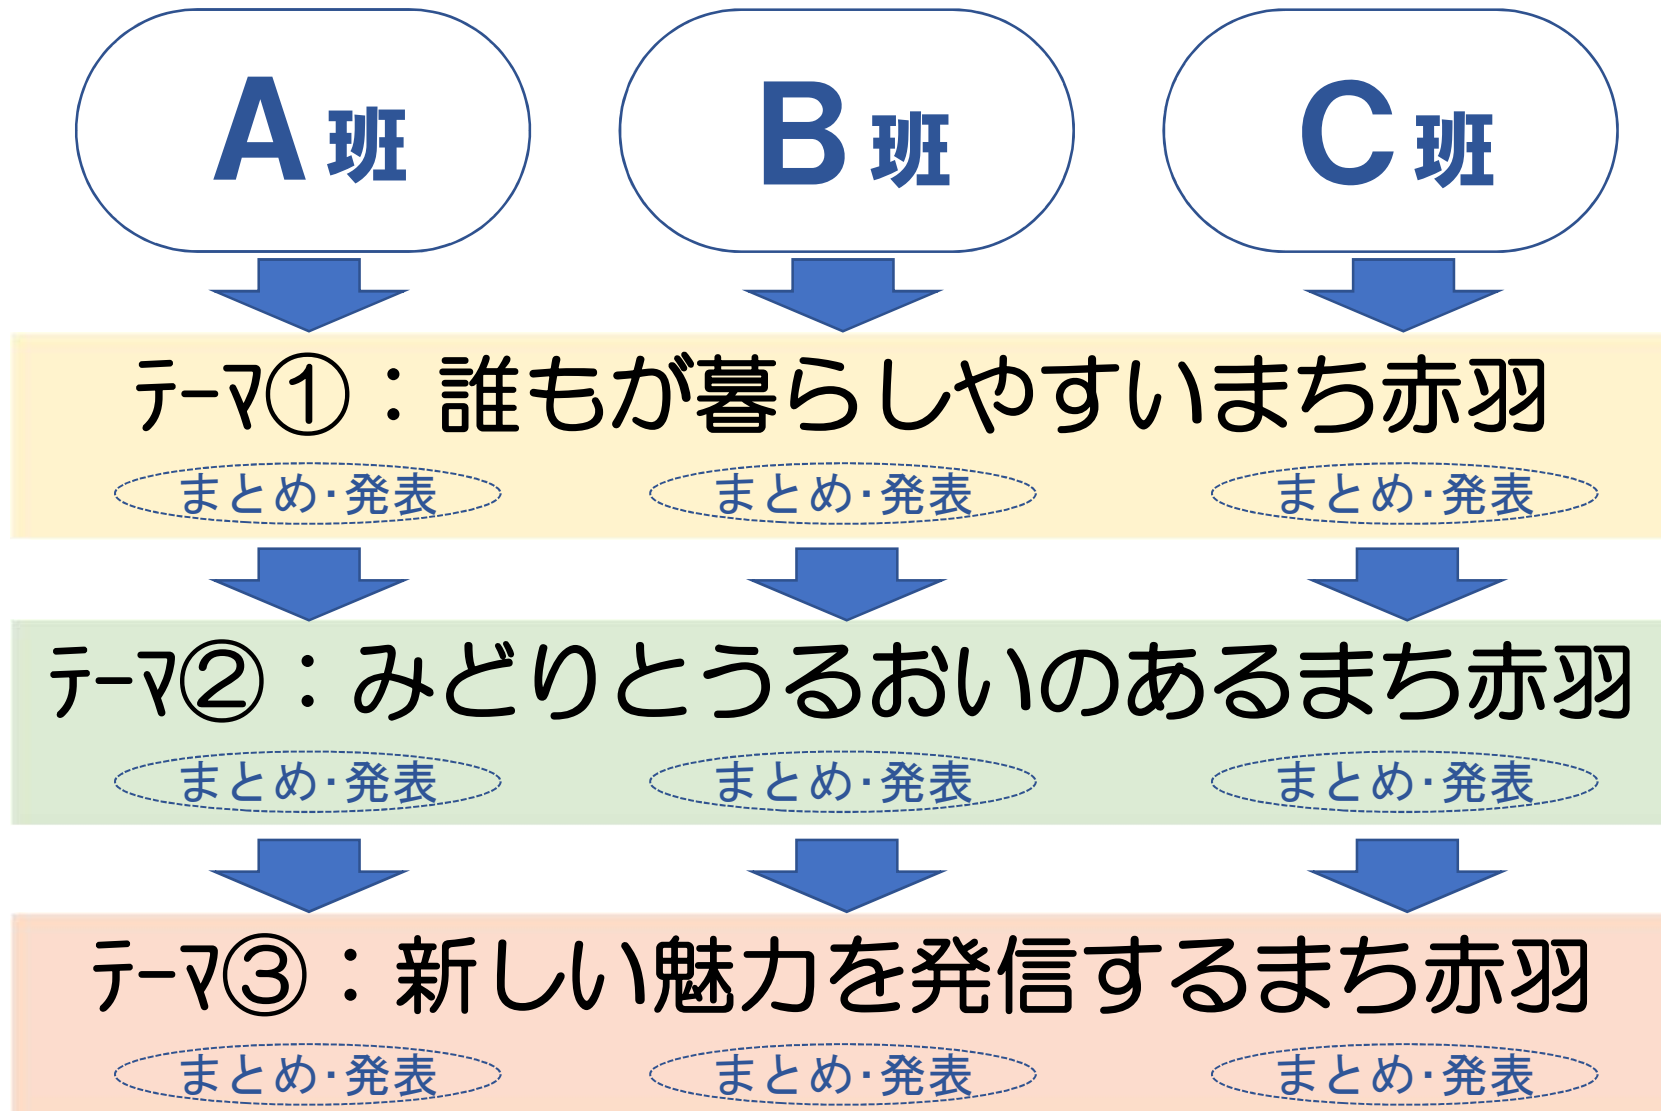 A班
B班
C班
ﾃｰﾏ①：誰もが暮らしやすいまち赤羽
まとめ･発表
まとめ･発表
まとめ･発表
ﾃｰﾏ②：みどりとうるおいのあるまち赤羽
まとめ･発表
まとめ･発表
まとめ･発表
ﾃｰﾏ③：新しい魅力を発信するまち赤羽
まとめ･発表
まとめ･発表
まとめ･発表